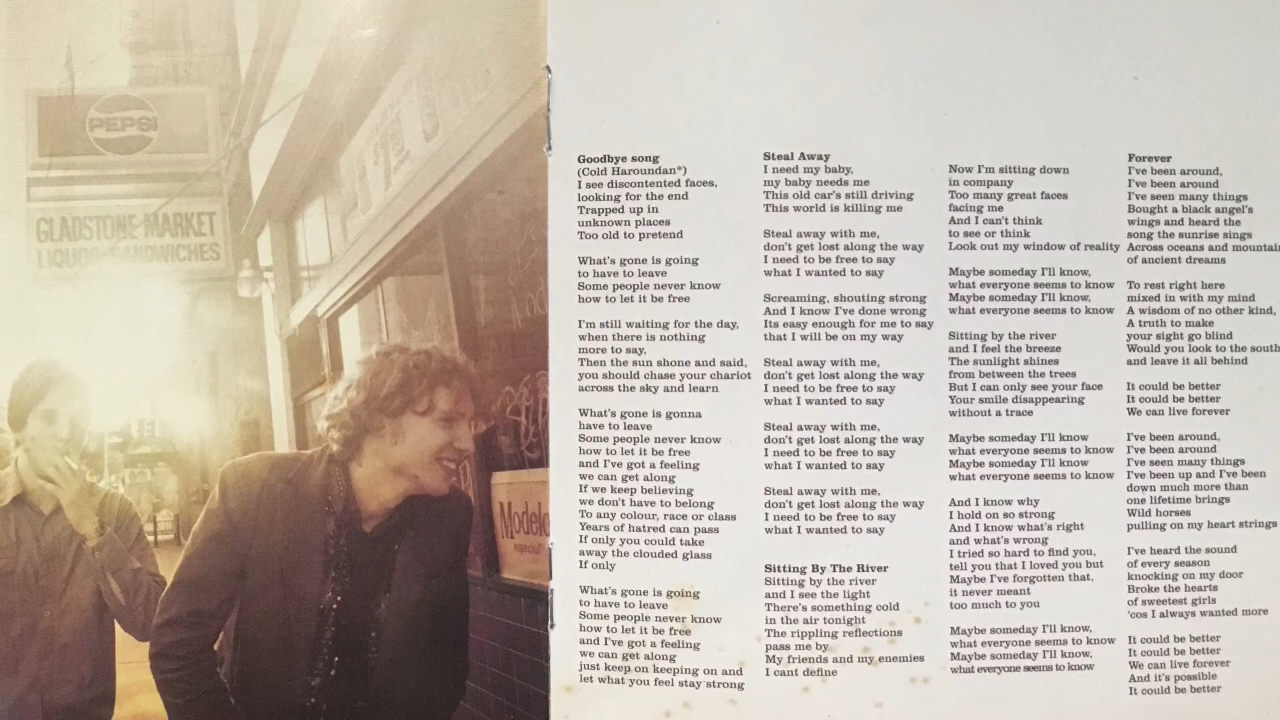 PEPSI
GLADSTONE MARKET
LIQUOR-SANDWICHES
Modelo
especial
Goodbye song
(Cold Haroundan*)
I see discontented faces,
looking for the end
Trapped up in
unknown places
Too old to pretend
What's gone is going
to have to leave
Some people never know
how to let it be free
I'm still waiting for the day,
when there is nothing
more to say,
Then the sun shone and said,
you should chase your chariot
across the sky and learn
What's gone is gonna
have to leave
Some people never know
how to let it be free
and I've got a feeling
we can get along
If we keep believing
we don't have to belong
To any colour, race or class
Years of hatred can pass
If only you could take
away the clouded glass
If only
What's gone is going
to have to leave
Some people never know
how to let it be free
and I've got a feeling
we can get along
just keep on keeping on and
let what you feel stay strong
Steal Away
I need my baby,
my baby needs me
This old car's still driving
This world is killing me
Steal away with me,
don't get lost along the way
I need to be free to say
what I wanted to say
Screaming, shouting strong
And I know I've done wrong
Its easy enough for me to say
that I will be on my way
Steal away with me,
don't get lost along the way
I need to be free to say
what I wanted to say
Steal away with me,
don't get lost along the way
I need to be free to say
what I wanted to say
Steal away with me,
don't get lost along the way
I need to be free to say
what I wanted to say
Sitting By The River
Sitting by the river
and I see the light
There's something cold
in the air tonight
The rippling reflections
pass me by
My friends and my enemies
I cant define
Now I'm sitting down
in company
Too many great faces
facing me
And I can't think
to see or think
Look out my window of reality
Maybe someday I'll know,
what everyone seems to know
Maybe someday I'll know,
what everyone seems to know
Sitting by the river
and I feel the breeze
The sunlight shines
from between the trees
But I can only see your face
Your smile disappearing
without a trace
Maybe someday I'll know
what everyone seems to know
Maybe someday I'll know
what everyone seems to know
And I know why
I hold on so strong
And I know what's right
and what's wrong
I tried so hard to find you,
tell you that I loved you but
Maybe I've forgotten that,
it never meant
too much to you
Maybe someday I'll know,
what everyone seems to know
Maybe someday I'll know,
what everyone seems to know
Forever
I've been around,
I've been around
I've seen many things
Bought a black angel's
wings and heard the
song the sunrise sings
Across oceans and mountain
of ancient dreams
To rest right here
mixed in with my mind
A wisdom of no other kind,
A truth to make
your sight go blind
Would you look to the south
and leave it all behind
It could be better
It could be better
We can live forever
I've been around,
I've been around
I've seen many things
I've been up and I've been
down much more than
one lifetime brings
Wild horses
pulling on my heart strings
I've heard the sound
of every season
knocking on my door
Broke the hearts
of sweetest girls
'cos I always wanted more
It could be better
It could be better
We can live forever
And it's possible
It could be better